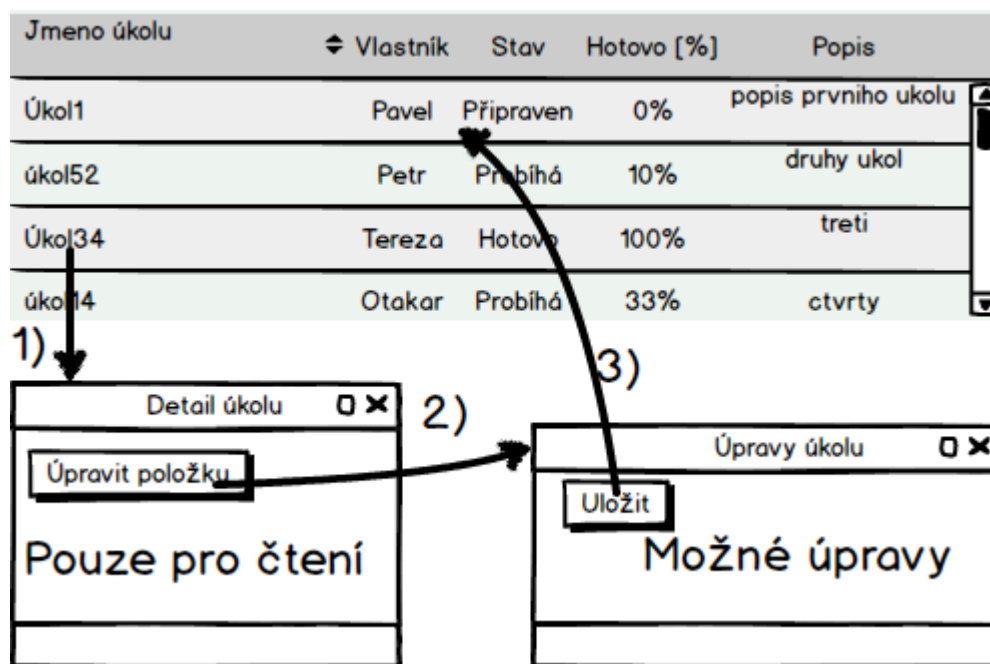 Jmeno úkolu Vlastník Stav Hotovo [%] Popis
Úkol1 Pavel Připraven 0% popis prvniho ukolu
úkol52 Petr Probíhá 10% druhy ukol
Úkol34 Tereza Hotovo 100% treti
úkol14 Otakar Probíhá 33% ctvrty
1)
3)
Detail úkolu
2)
Úpravy úkolu
Úpravit položku
Uložit
Pouze pro čtení
Možné úpravy